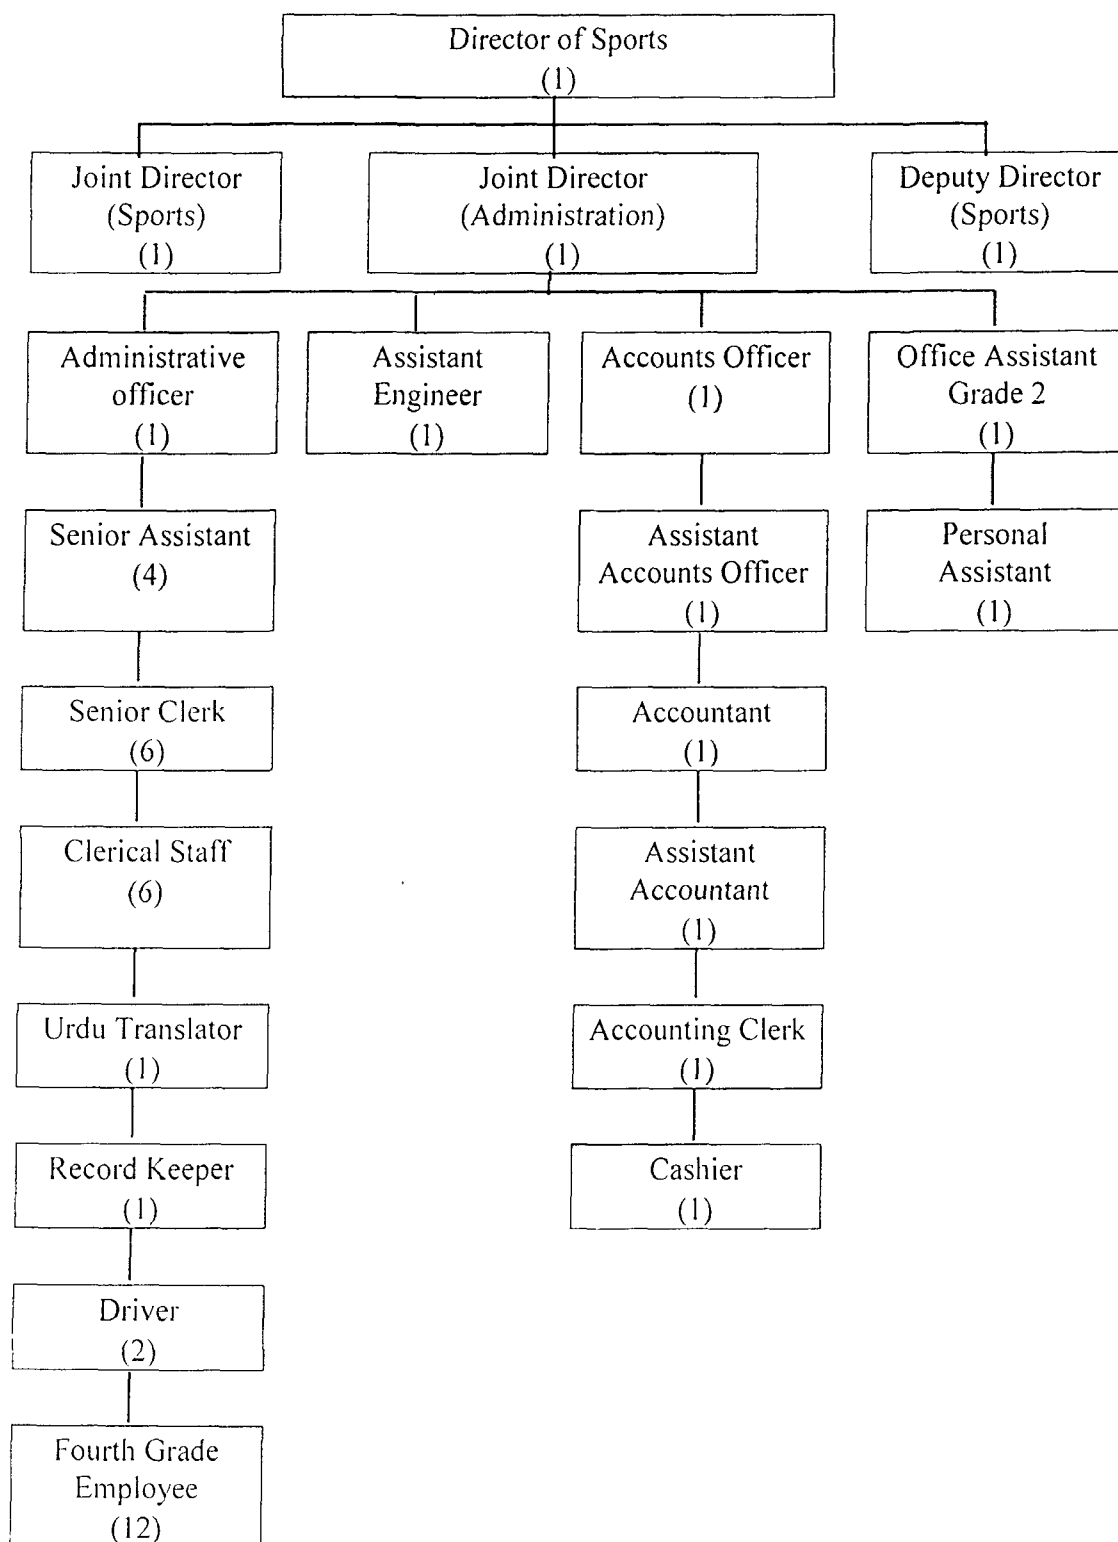 Director of Sports
(1)
Joint Director
(Sports)
(1)
Joint Director
(Administration)
(1)
Deputy Director
(Sports)
(1)
Administrative
officer
(1)
Assistant
Engineer
(1)
Accounts Officer
(1)
Office Assistant
Grade 2
(1)
Senior Assistant
(4)
Assistant
Accounts Officer
(1)
Personal
Assistant
(1)
Senior Clerk
(6)
Accountant
(1)
Clerical Staff
(6)
Assistant
Accountant
(1)
Urdu Translator
(1)
Accounting Clerk
(1)
Record Keeper
(1)
Cashier
(1)
Driver
(2)
Fourth Grade
Employee
(12)